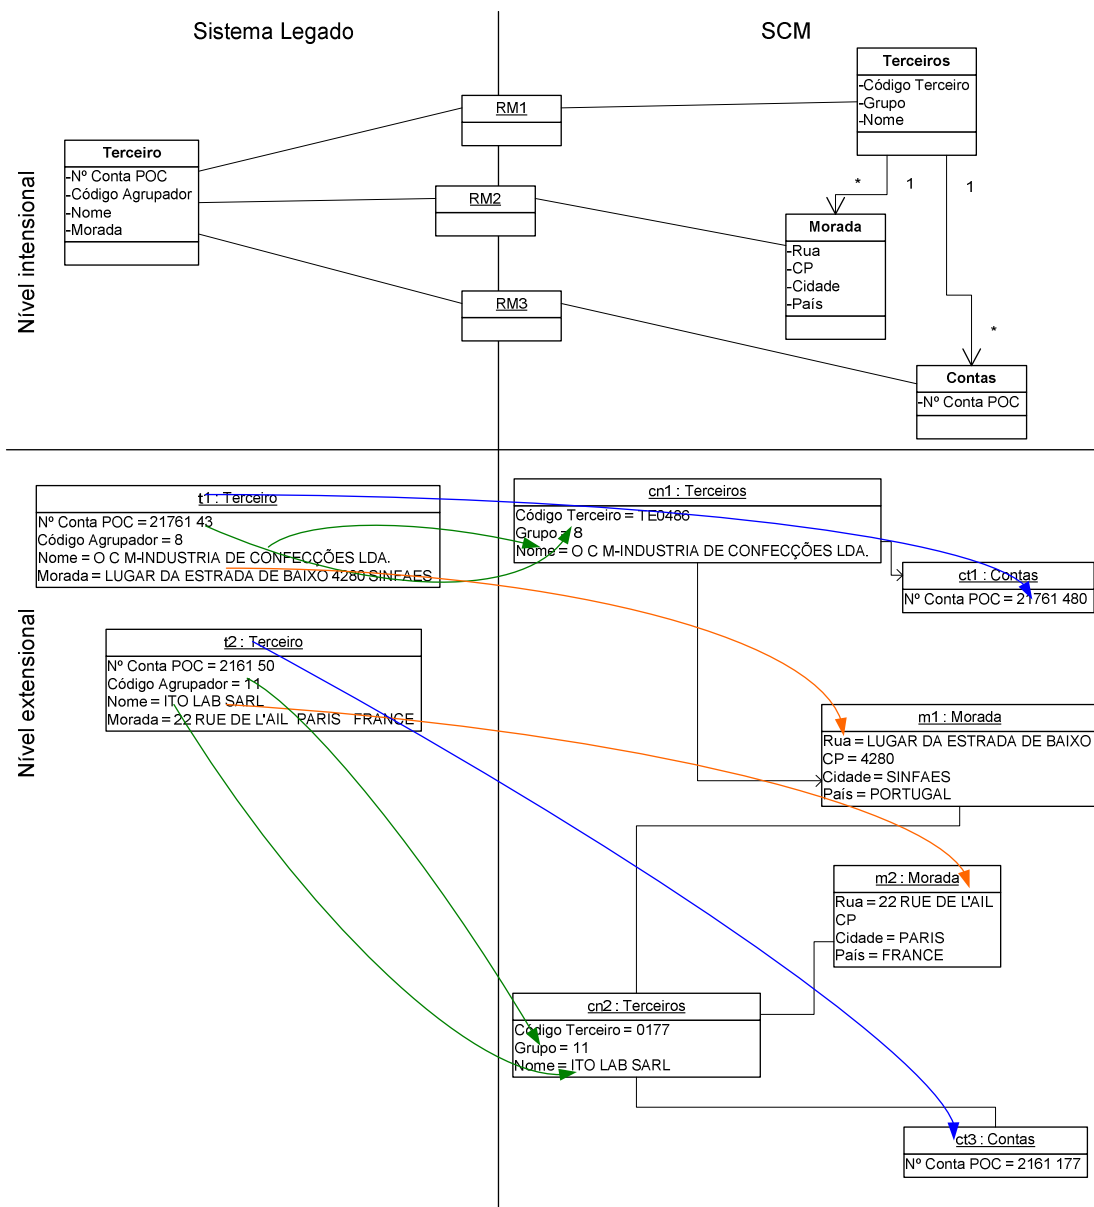 Sistema Legado
SCM
Nível intensional
Terceiro
-Nº Conta POC
-Código Agrupador
-Nome
-Morada
RM1
RM2
RM3
Terceiros
-Código Terceiro
-Grupo
-Nome
*
1
1
Morada
-Rua
-CP
-Cidade
-País
*
Contas
-Nº Conta POC
Nível extensional
t1 : Terceiro
Nº Conta POC = 21761 43
Código Agrupador = 8
Nome = O C M-INDUSTRIA DE CONFECÇÕES LDA.
Morada = LUGAR DA ESTRADA DE BAIXO 4280 SINFAES
t2 : Terceiro
Nº Conta POC = 2161 50
Código Agrupador = 11
Nome = ITO LAB SARL
Morada = 22 RUE DE L'AIL PARIS FRANCE
cn1 : Terceiros
Código Terceiro = TE0486
Grupo = 8
Nome = O C M-INDUSTRIA DE CONFECÇÕES LDA.
ct1 : Contas
Nº Conta POC = 21761 480
m1 : Morada
Rua = LUGAR DA ESTRADA DE BAIXO
CP = 4280
Cidade = SINFAES
País = PORTUGAL
m2 : Morada
Rua = 22 RUE DE L'AIL
CP
Cidade = PARIS
País = FRANCE
cn2 : Terceiros
Código Terceiro = 0177
Grupo = 11
Nome = ITO LAB SARL
ct3 : Contas
Nº Conta POC = 2161 177